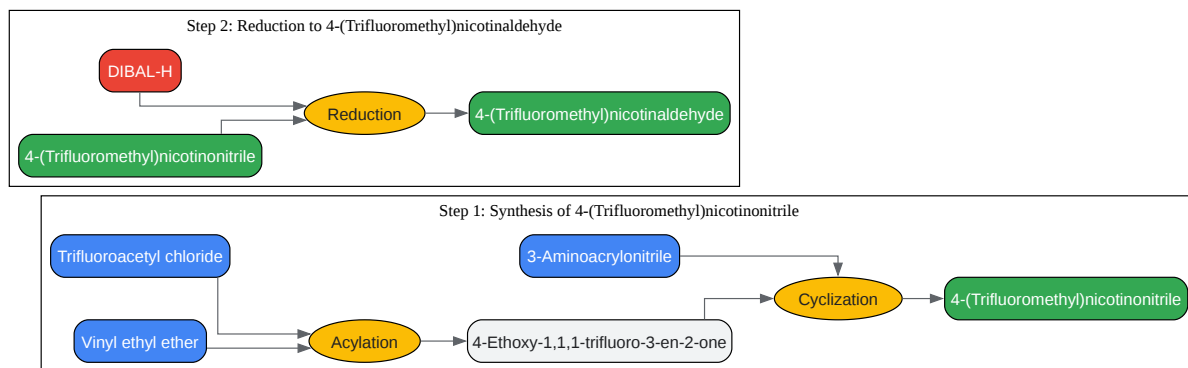 Step 2: Reduction to 4-(Trifluoromethyl)nicotinaldehyde
DIBAL-H
Reduction
4-(Trifluoromethyl)nicotinaldehyde
4-(Trifluoromethyl)nicotinonitrile
Step 1: Synthesis of 4-(Trifluoromethyl)nicotinonitrile
Trifluoroacetyl chloride
3-Aminoacrylonitrile
Cyclization
4-(Trifluoromethyl)nicotinonitrile
Vinyl ethyl ether
Acylation
4-Ethoxy-1,1,1-trifluoro-3-en-2-one